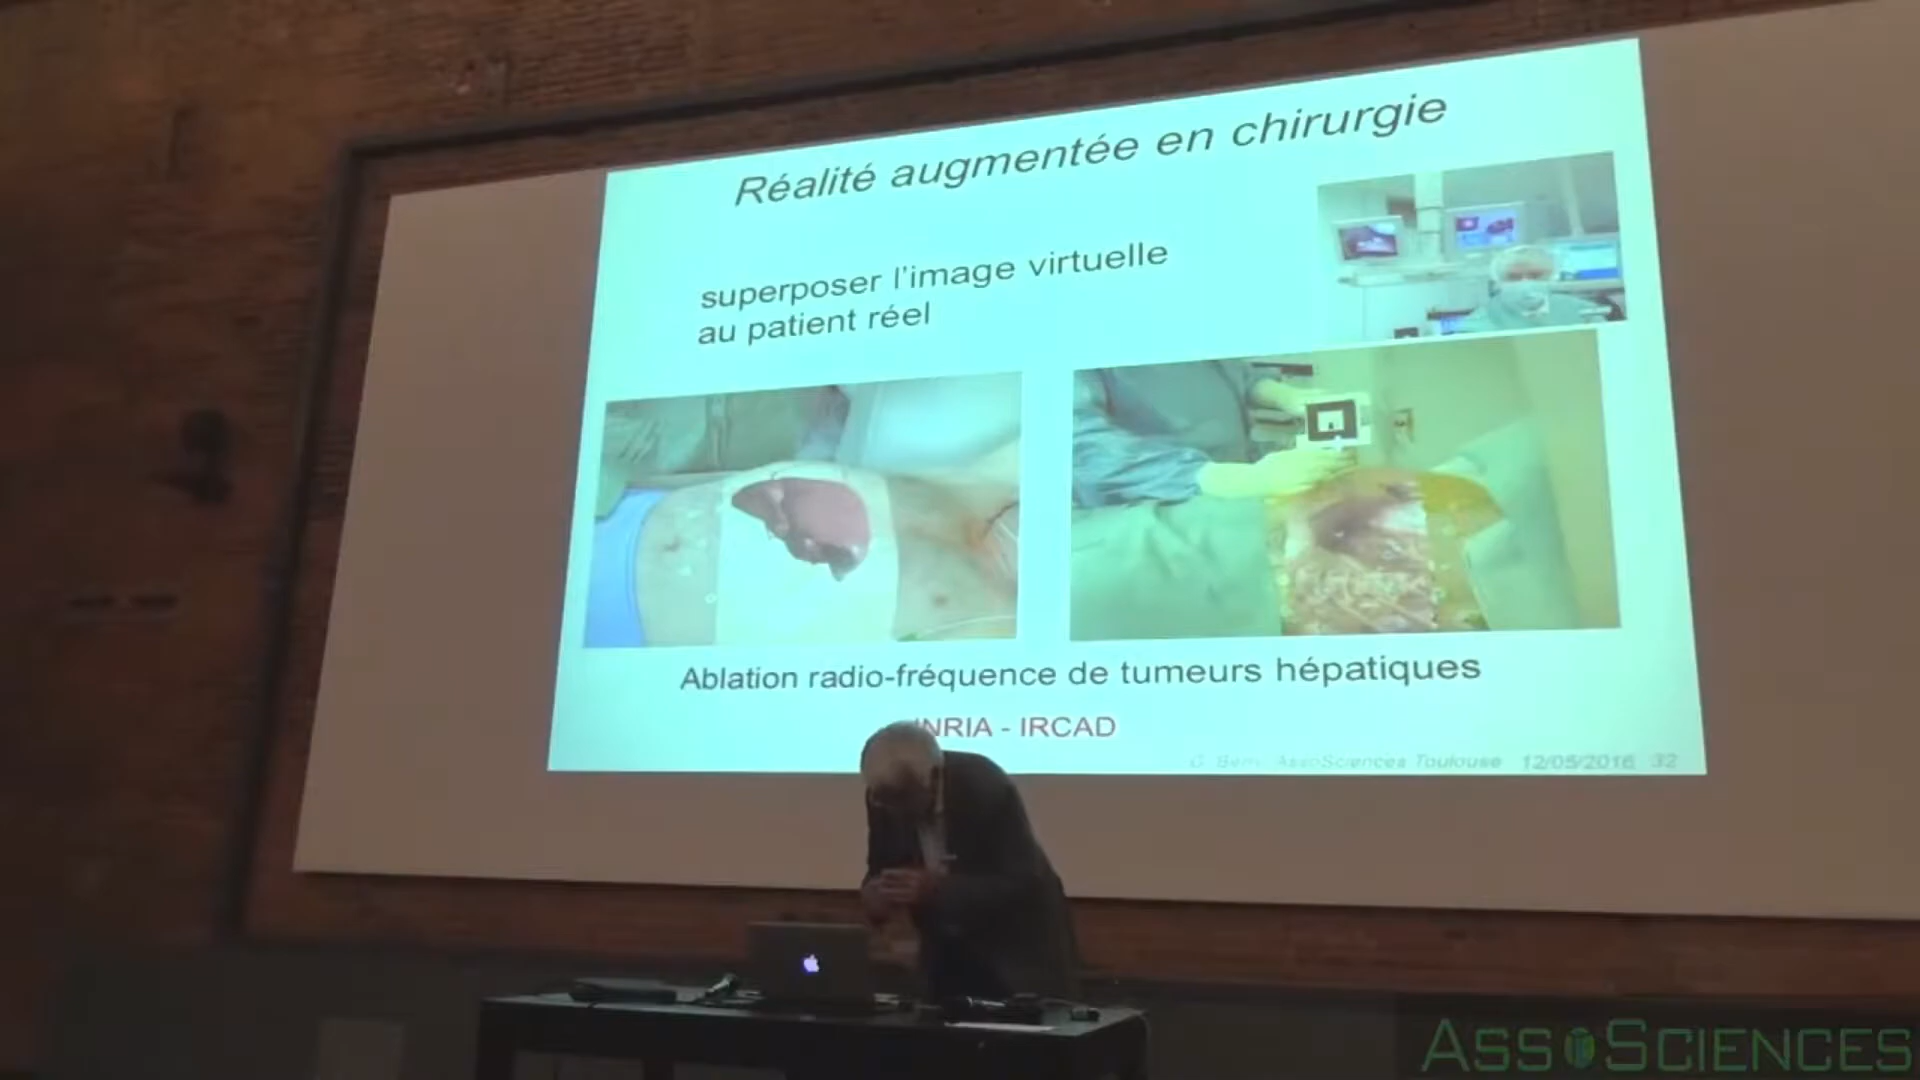 Réalité augmentée en chirurgie
superposer l'image virtuelle
au patient réel
Ablation radio-fréquence de tumeurs hépatiques
INRIA - IRCAD
AssoSciences Toulouse 12/05/2016 32
ASSOSCIENCES